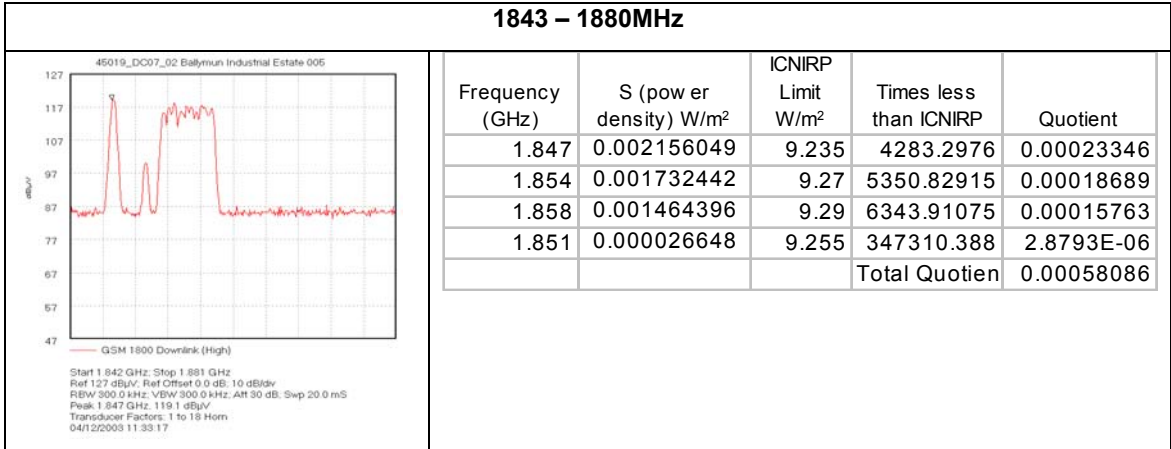 1843 – 1880MHz
45019_DC07_02 Ballymun Industrial Estate 005
127
117
107
97
87
77
67
57
47
dBµV
GSM 1800 Downlink (High)
Start 1.842 GHz; Stop 1.881 GHz
Ref 127 dBµV; Ref Offset 0.0 dB; 10 dB/div
RBW 300.0 kHz; VBW 300.0 kHz; Att 30 dB; Swp 20.0 mS
Peak 1.847 GHz, 119.1 dBµV
Transducer Factors: 1 to 18 Horn
04/12/2003 11:33:17
Frequency (GHz) S (pow er density) W/m² ICNIRP Limit W/m² Times less than ICNIRP Quotient
1.847 0.002156049 9.235 4283.2976 0.00023346
1.854 0.001732442 9.27 5350.82915 0.00018689
1.858 0.001464396 9.29 6343.91075 0.00015763
1.851 0.000026648 9.255 347310.388 2.8793E-06
Total Quotien 0.00058086